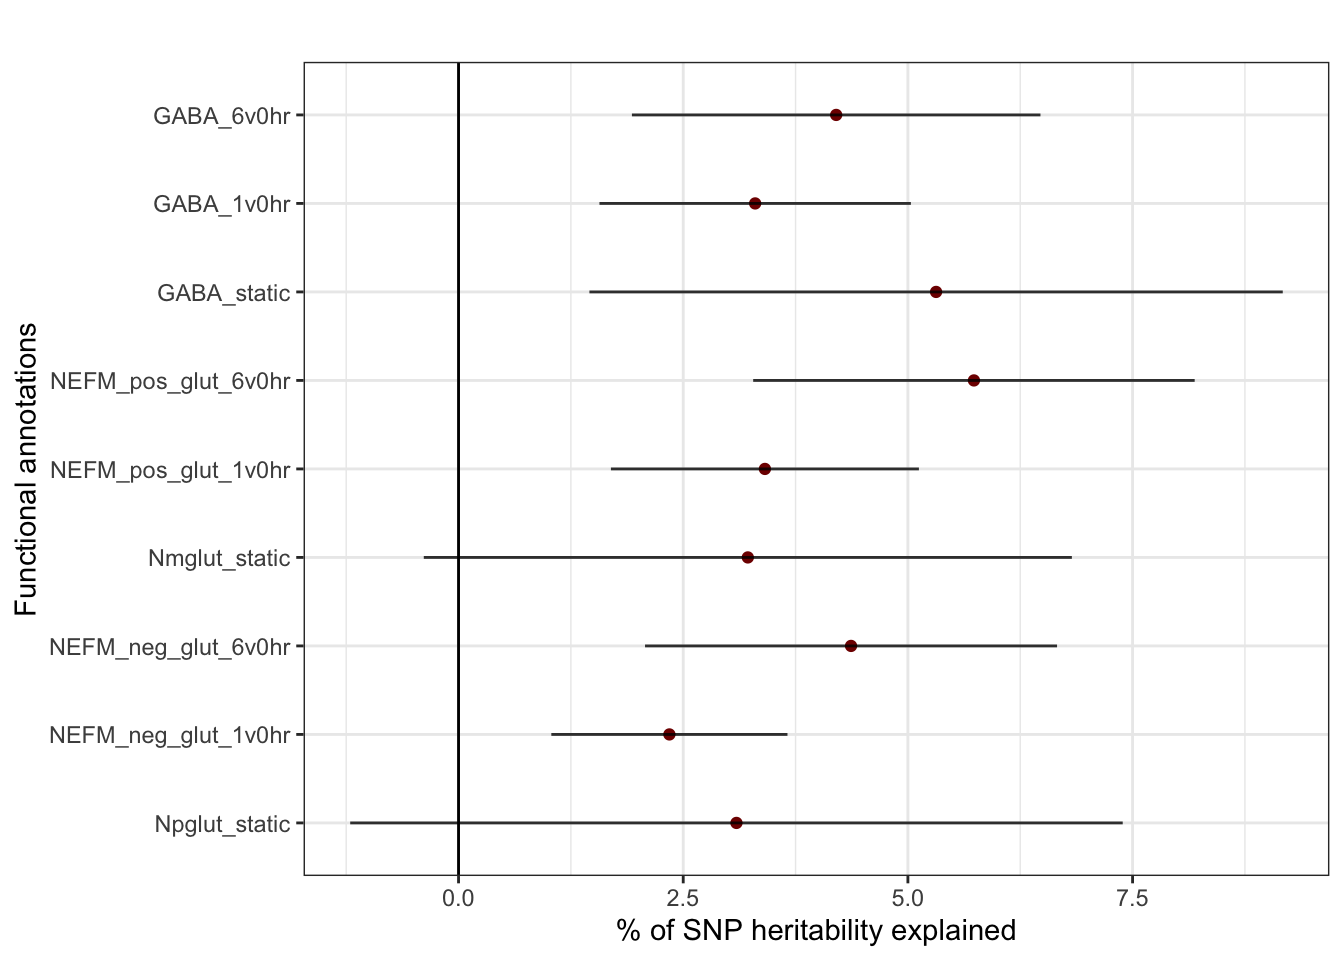 GABA_6v0hr
GABA_1v0hr
GABA_static
NEFM_pos_glut_6v0hr
NEFM_pos_glut_1v0hr
Nmglut_static
NEFM_neg_glut_6v0hr
NEFM_neg_glut_1v0hr
Npglut_static
Functional annotations
0.0 2.5 5.0 7.5
% of SNP heritability explained